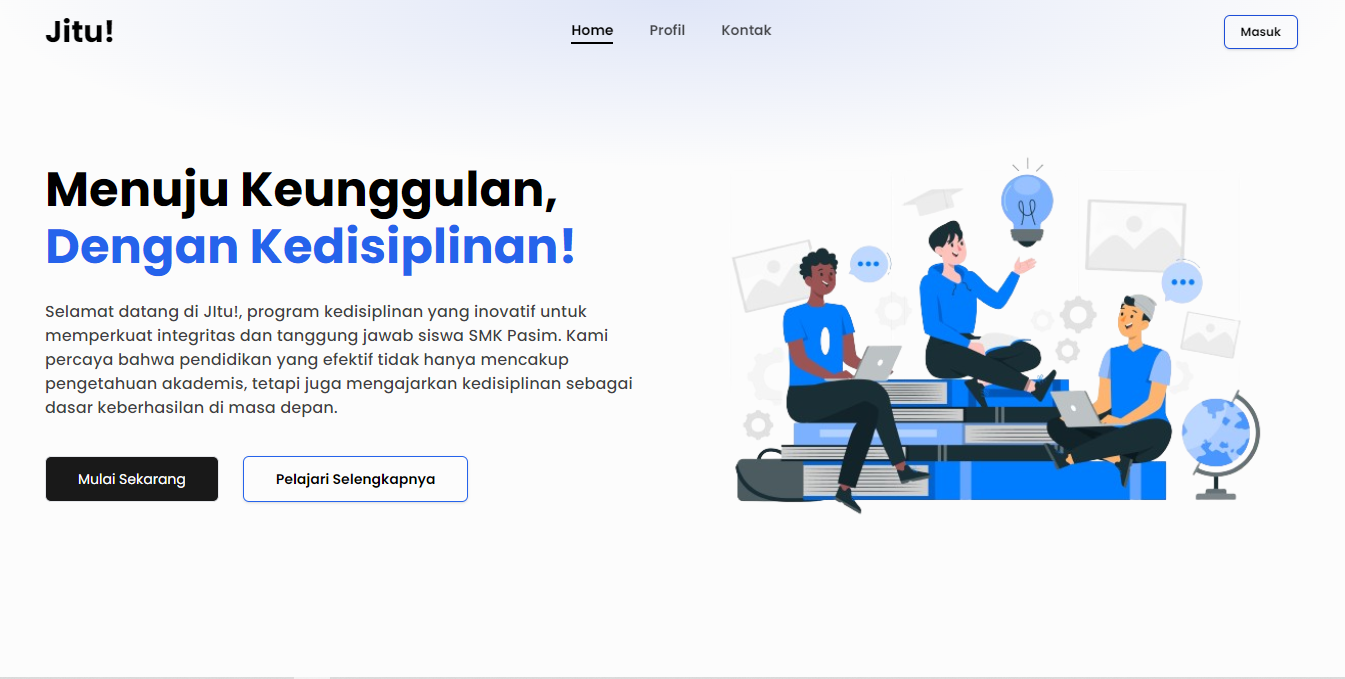 Jitu!
Home
Profil
Kontak
Masuk
Menuju Keunggulan,
Dengan Kedisiplinan!
Selamat datang di JItu!, program kedisiplinan yang inovatif untuk
memperkuat integritas dan tanggung jawab siswa SMK Pasim. Kami
percaya bahwa pendidikan yang efektif tidak hanya mencakup
pengetahuan akademis, tetapi juga mengajarkan kedisiplinan sebagai
dasar keberhasilan di masa depan.
Mulai Sekarang
Pelajari Selengkapnya